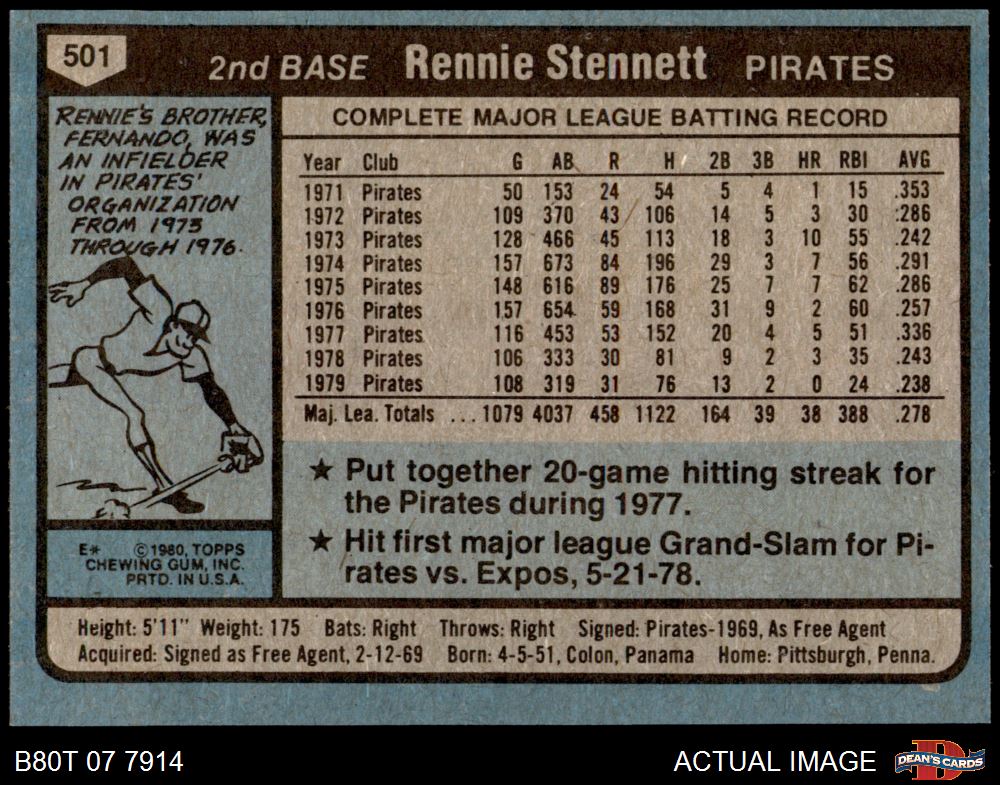 501
2nd BASE Rennie Stennett PIRATES
RENNIE'S BROTHER,
FERNANDO, WAS
AN INFIELDER
IN PIRATES'
ORGANIZATION
FROM 1973
THROUGH 1976.
E* ©1980, TOPPS
CHEWING GUM, INC.
PRTD. IN U.S.A.
COMPLETE MAJOR LEAGUE BATTING RECORD
Year Club G AB R H 2B 3B HR RBI AVG
1971 Pirates 50 153 24 54 5 4 1 15 .353
1972 Pirates 109 370 43 106 14 5 3 30 .286
1973 Pirates 128 466 45 113 18 3 10 55 .242
1974 Pirates 157 673 84 196 29 3 7 56 .291
1975 Pirates 148 616 89 176 25 7 7 62 .286
1976 Pirates 157 654 59 168 31 9 2 60 .257
1977 Pirates 116 453 53 152 20 4 5 51 .336
1978 Pirates 106 333 30 81 9 2 3 35 .243
1979 Pirates 108 319 31 76 13 2 0 24 .238
Maj. Lea. Totals ... 1079 4037 458 1122 164 39 38 388 .278
★ Put together 20-game hitting streak for
the Pirates during 1977.
★ Hit first major league Grand-Slam for Pi-
rates vs. Expos, 5-21-78.
Height: 5'11" Weight: 175 Bats: Right Throws: Right Signed: Pirates-1969, As Free Agent
Acquired: Signed as Free Agent, 2-12-69 Born: 4-5-51, Colon, Panama Home: Pittsburgh, Penna.
B80T 07 7914
ACTUAL IMAGE
D
DEAN'S CARDS